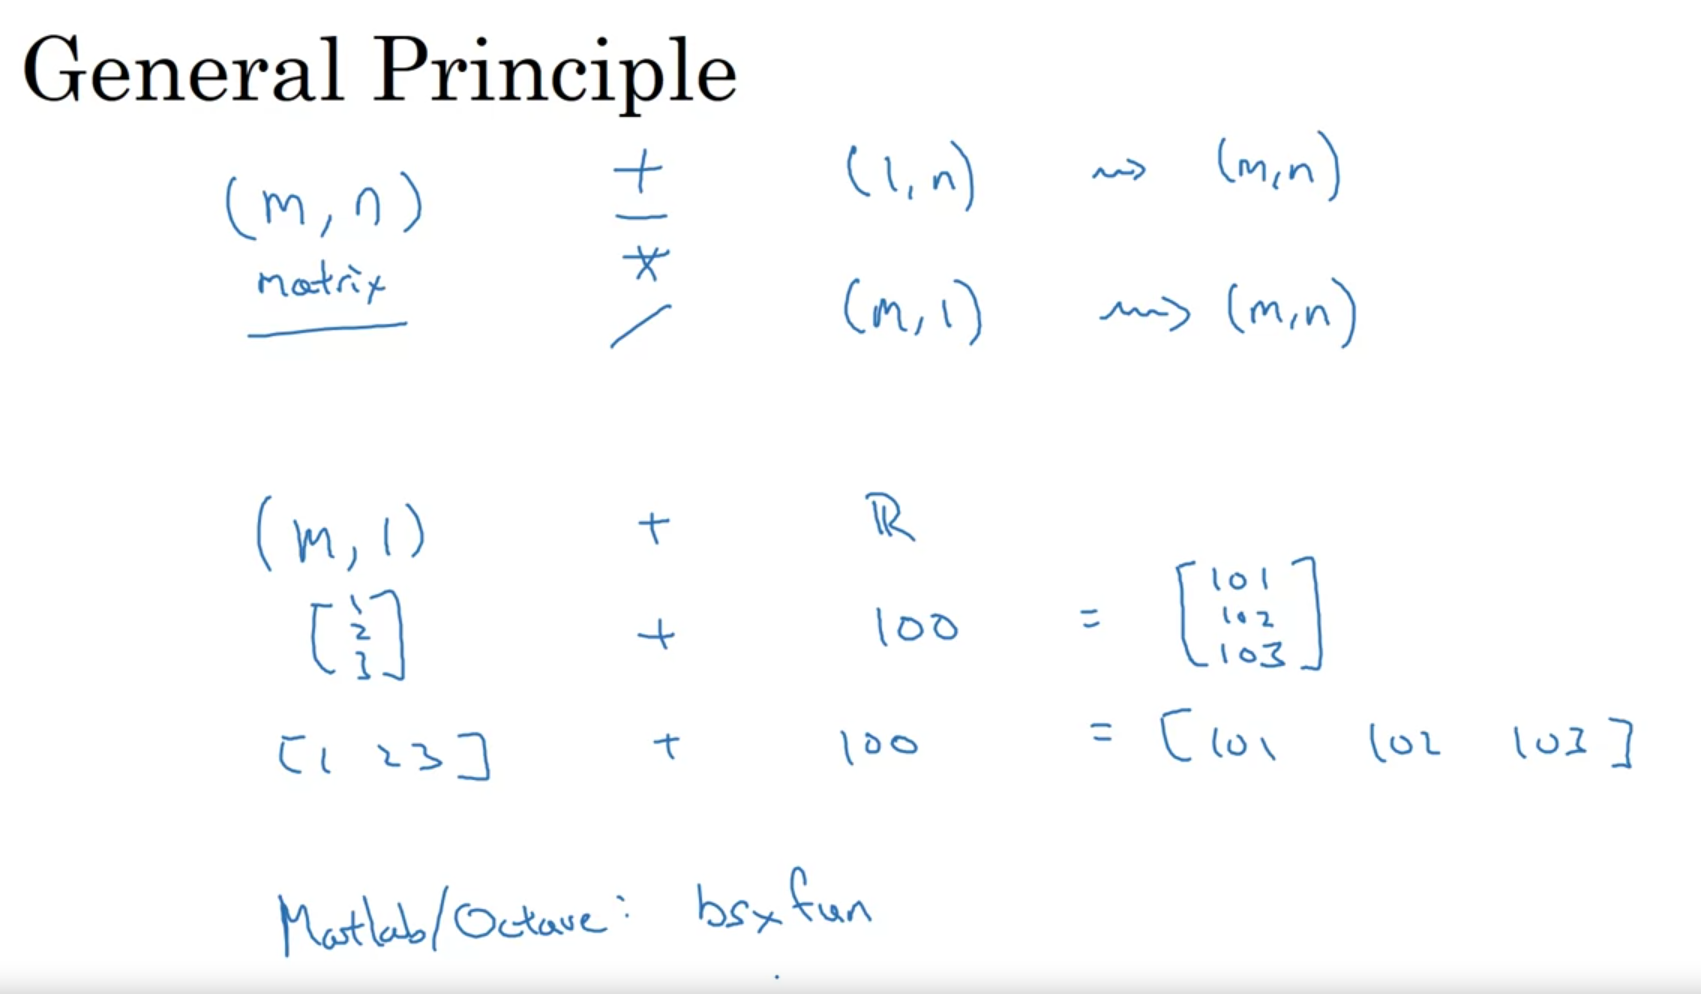 General Principle
(m, n) + (1, n) ⇝ (m, n)
matrix − * / (m, 1) ⇝ (m, n)
(m, 1) + ℝ
[1 2 3] + 100 = [101 102 103]
[1 2 3] + 100 = [101 102 103]
Matlab/Octave: bsxfun